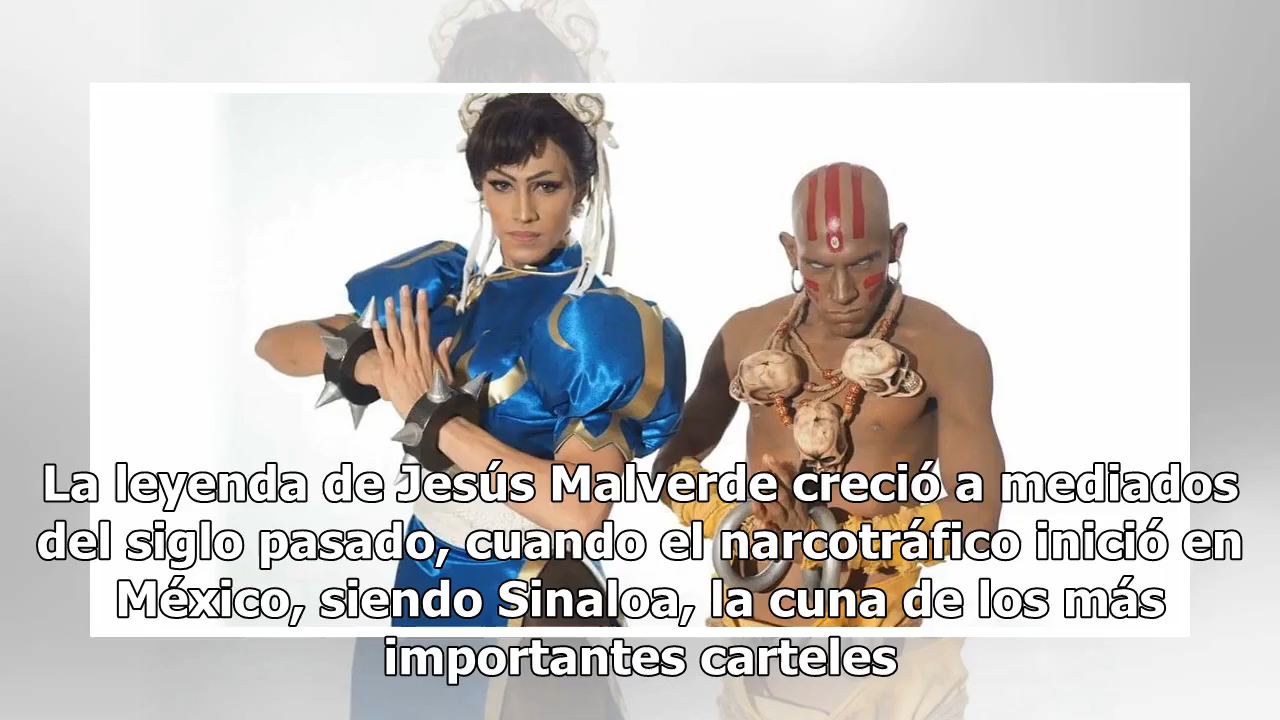 La leyenda de Jesús Malverde creció a mediados
del siglo pasado, cuando el narcotráfico inició en
México, siendo Sinaloa, la cuna de los más
importantes carteles